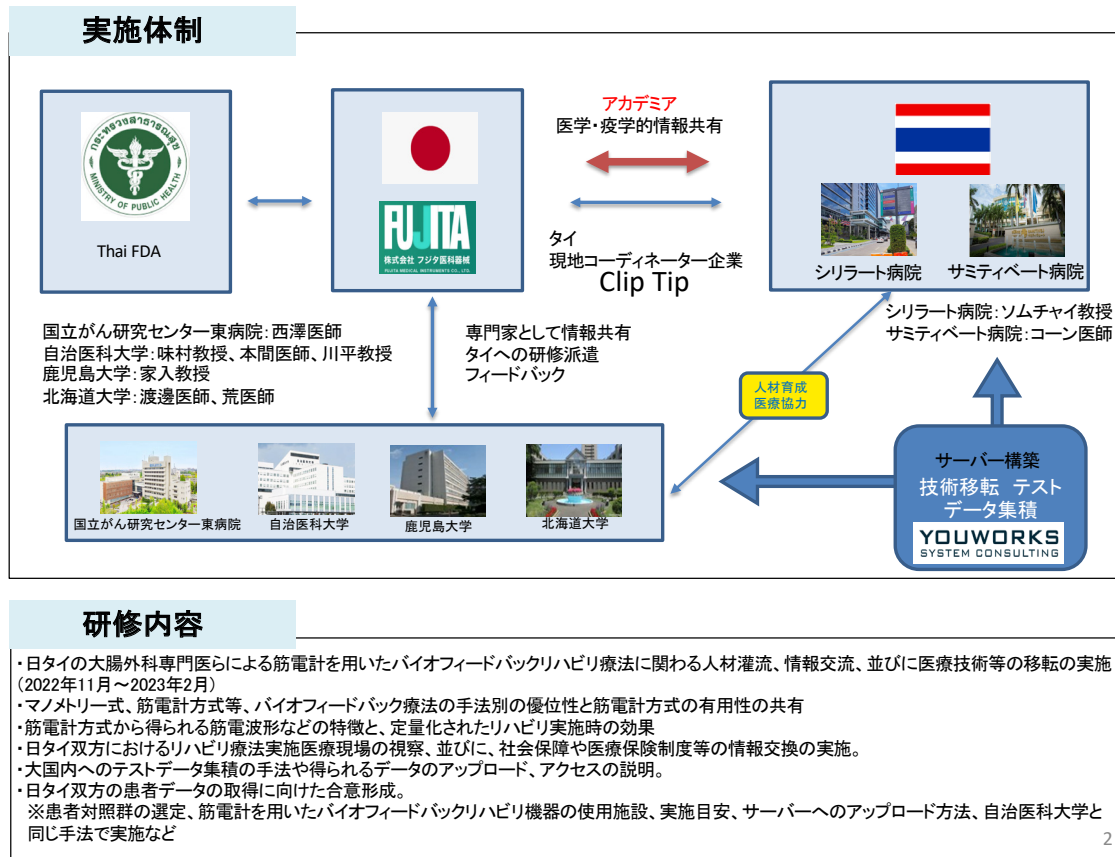 実施体制
กระทรวงสาธารณสุข
MINISTRY OF PUBLIC HEALTH
Thai FDA
FUJITA
株式会社 フジタ医科器械
FUJITA MEDICAL INSTRUMENTS CO., LTD.
アカデミア
医学・疫学的情報共有
タイ
現地コーディネーター企業
Clip Tip
シリラート病院
サミティベート病院
シリラート病院：ソムチャイ教授
サミティベート病院：コーン医師
国立がん研究センター東病院：西澤医師
自治医科大学：味村教授、本間医師、川平教授
鹿児島大学：家入教授
北海道大学：渡邊医師、荒医師
専門家として情報共有
タイへの研修派遣
フィードバック
人材育成
医療協力
国立がん研究センター東病院
自治医科大学
鹿児島大学
北海道大学
サーバー構築
技術移転 テスト
データ集積
YOUWORKS
SYSTEM CONSULTING
研修内容
・日タイの大腸外科専門医らによる筋電計を用いたバイオフィードバックリハビリ療法に関わる人材灌流、情報交流、並びに医療技術等の移転の実施
（2022年11月～2023年2月）
・マノメトリー式、筋電計方式等、バイオフィードバック療法の手法別の優位性と筋電計方式の有用性の共有
・筋電計方式から得られる筋電波形などの特徴と、定量化されたリハビリ実施時の効果
・日タイ双方におけるリハビリ療法実施医療現場の視察、並びに、社会保障や医療保険制度等の情報交換の実施。
・大国内へのテストデータ集積の手法や得られるデータのアップロード、アクセスの説明。
・日タイ双方の患者データの取得に向けた合意形成。
※患者対照群の選定、筋電計を用いたバイオフィードバックリハビリ機器の使用施設、実施目安、サーバーへのアップロード方法、自治医科大学と
同じ手法で実施など
2